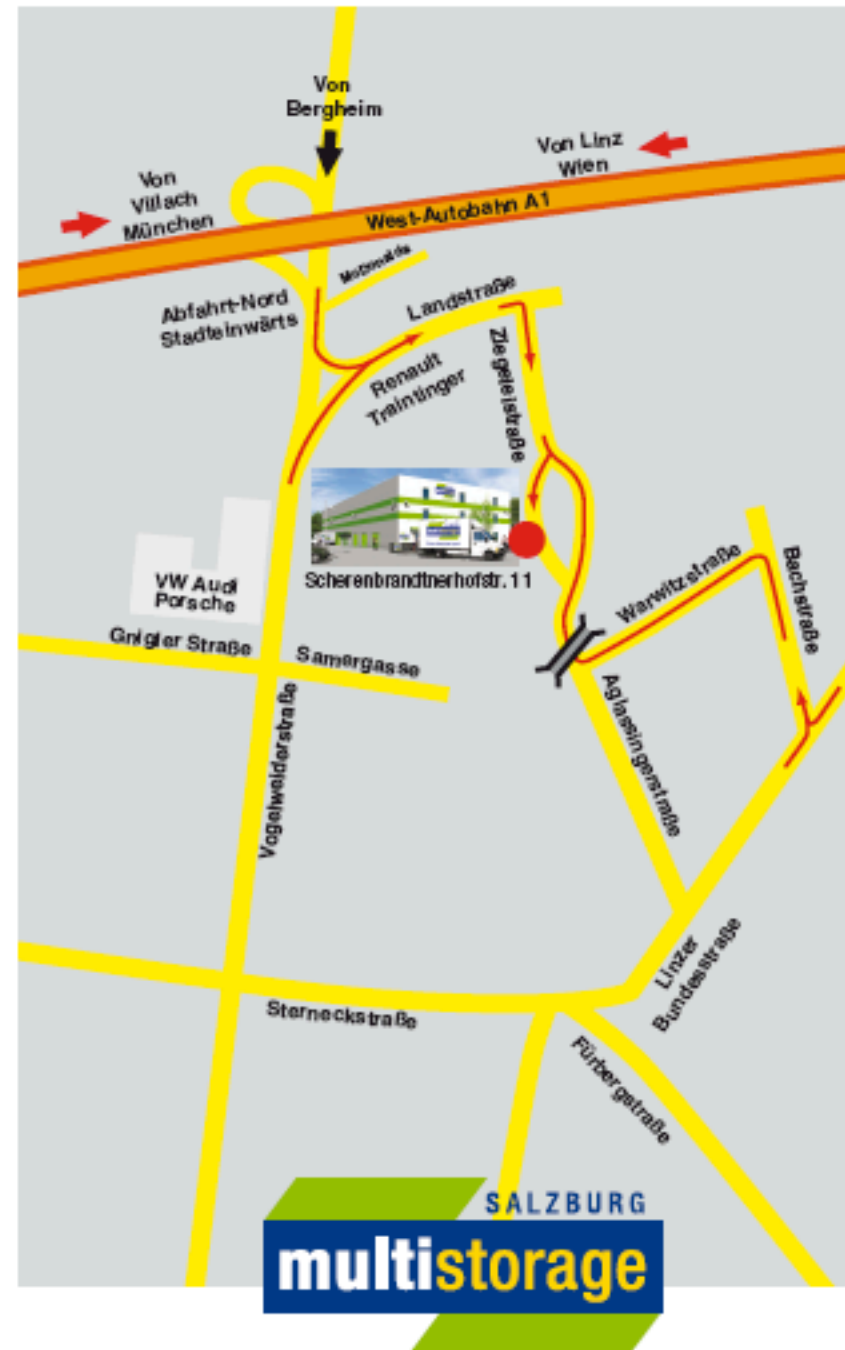 Von
Bergheim
Von Linz
Wien
Von
Villach
München
West-Autobahn A1
McDonalds
Abfahrt-Nord
Stadteinwärts
Landstraße
Renault
Traintinger
Ziegeleistraße
Scherenbrandtnerhofstr. 11
VW Audi
Porsche
Warwitzstraße
Bachstraße
Gnigler Straße
Samergasse
Aglassingerstraße
Vogelweiderstraße
Linzer
Bundesstraße
Sterneckstraße
Fürbergstraße
SALZBURG
multistorage